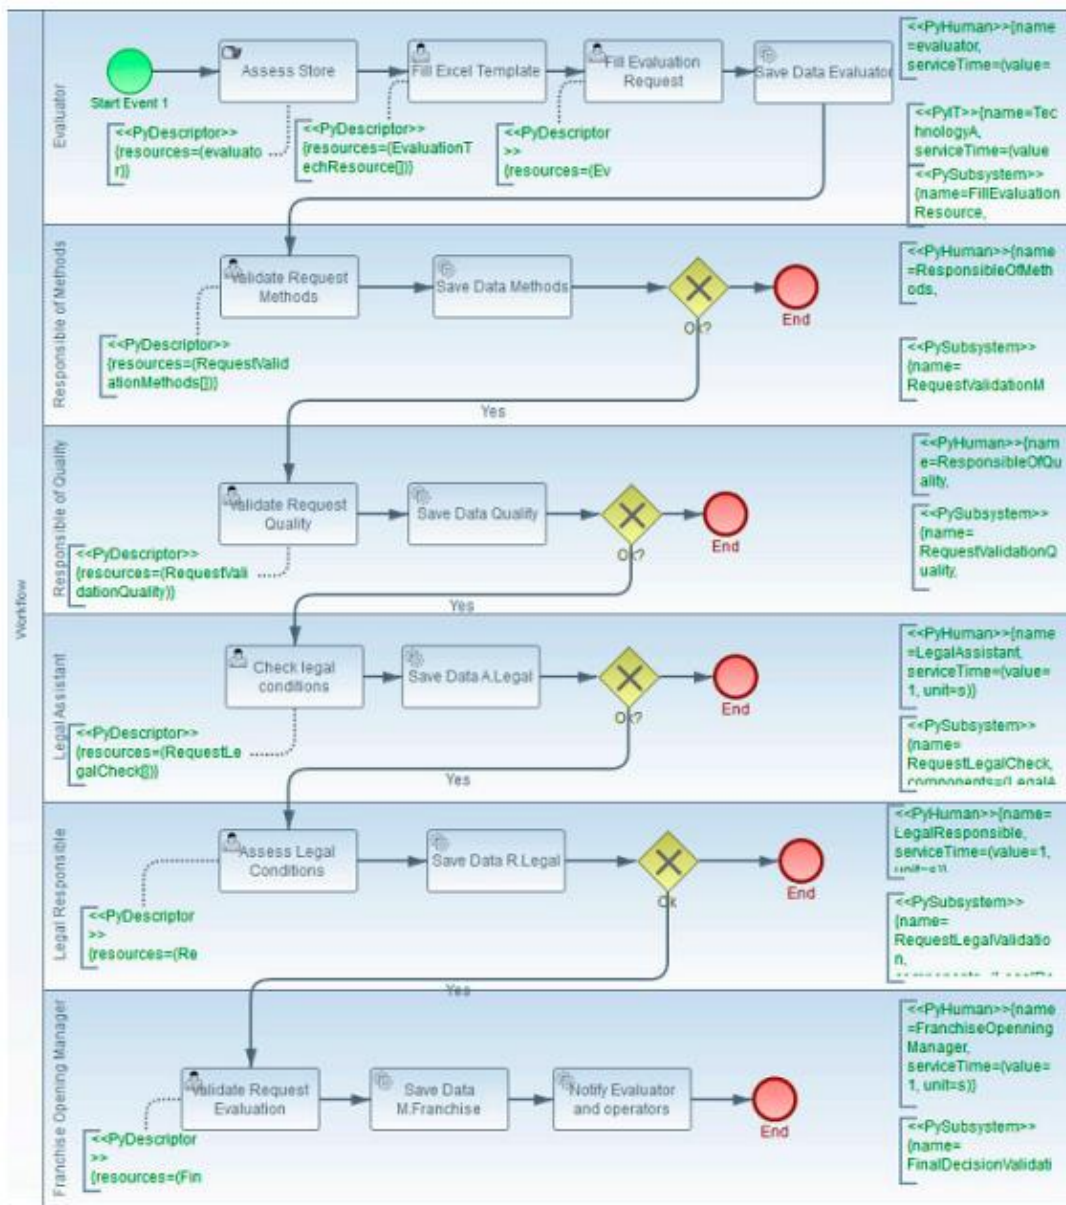 Workflow
Evaluator
Start Event 1
Assess Store
Fill Excel Template
Fill Evaluation
Request
Save Data Evaluator
<<PyDescriptor>>
{resources=(evaluato
r)}
<<PyDescriptor>>
{resources=(EvaluationT
echResource[])}
<<PyDescriptor
>>
{resources=(Ev
<<PyHuman>>{name
=evaluator,
serviceTime=(value=
<<PyIT>>{name=Tec
hnologyA,
serviceTime=(value
<<PySubsystem>>
{name=FillEvaluation
Resource,
Responsible of Methods
Validate Request
Methods
Save Data Methods
Ok?
End
<<PyDescriptor>>
{resources=(RequestValid
ationMethods[])}
<<PyHuman>>{name
=ResponsibleOfMeth
ods,
<<PySubsystem>>
{name=
RequestValidationM
Yes
Responsible of Quality
Validate Request
Quality
Save Data Quality
Ok?
End
<<PyDescriptor>>
{resources=(RequestVali
dationQuality)}
<<PyHuman>>{nam
e=ResponsibleOfQu
ality,
<<PySubsystem>>
{name=
RequestValidationQ
uality,
Yes
Legal Assistant
Check legal
conditions
Save Data A.Legal
Ok?
End
<<PyDescriptor>>
{resources=(RequestLe
galCheck[])}
<<PyHuman>>{name
=LegalAssistant,
serviceTime=(value=
1, unit=s)}
<<PySubsystem>>
{name=
RequestLegalCheck,
components=(LegalA
Yes
Legal Responsible
Assess Legal
Conditions
Save Data R.Legal
Ok
End
<<PyDescriptor
>>
{resources=(Re
<<PyHuman>>{name=
LegalResponsible,
serviceTime=(value=1,
unit=s)}
<<PySubsystem>>
{name=
RequestLegalValidatio
n,
Yes
Franchise Opening Manager
Validate Request
Evaluation
Save Data
M.Franchise
Notify Evaluator
and operators
End
<<PyDescriptor
>>
{resources=(Fin
<<PyHuman>>{name
=FranchiseOpenning
Manager,
serviceTime=(value=
1, unit=s)}
<<PySubsystem>>
{name=
FinalDecisionValidati